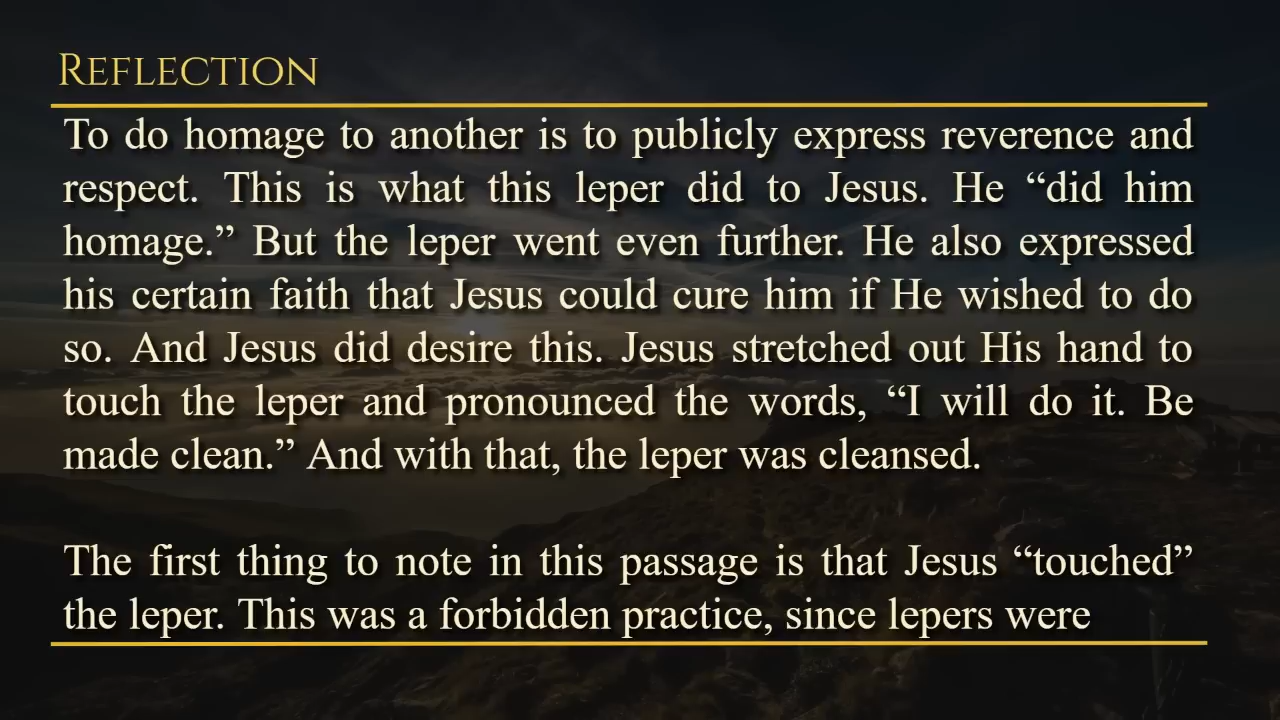 REFLECTION
To do homage to another is to publicly express reverence and
respect. This is what this leper did to Jesus. He “did him
homage.” But the leper went even further. He also expressed
his certain faith that Jesus could cure him if He wished to do
so. And Jesus did desire this. Jesus stretched out His hand to
touch the leper and pronounced the words, “I will do it. Be
made clean.” And with that, the leper was cleansed.
The first thing to note in this passage is that Jesus “touched”
the leper. This was a forbidden practice, since lepers were